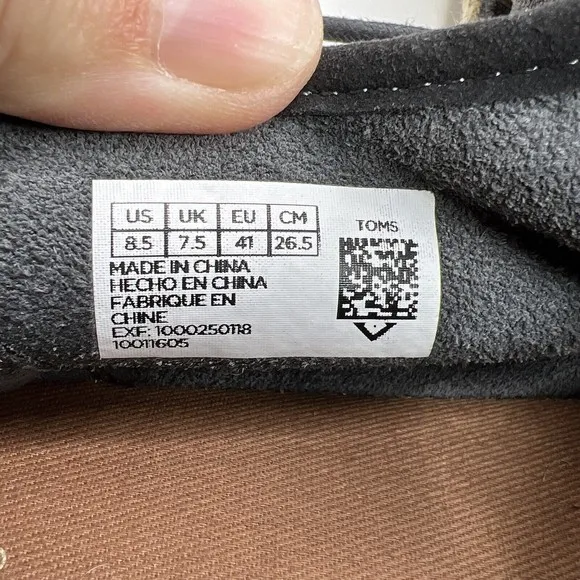 US UK EU CM
8.5 7.5 41 26.5
TOMS
MADE IN CHINA
HECHO EN CHINA
FABRIQUE EN
CHINE
EXF: 1000250118
10011605